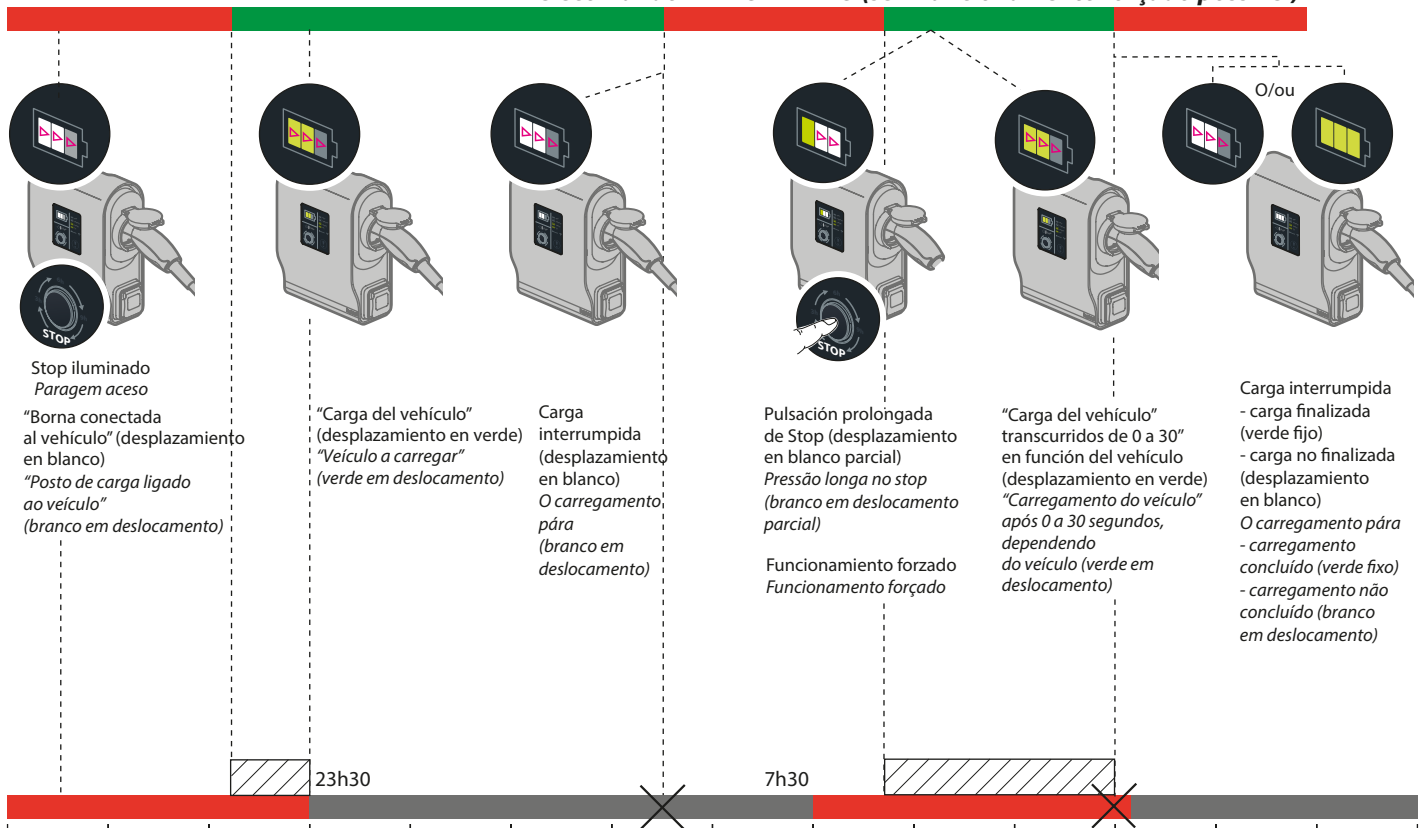 O/ou
STOP
STOP
Stop iluminado
Paragem aceso
“Borna conectada
al vehículo” (desplazamiento
en blanco)
“Posto de carga ligado
ao veículo”
(branco em deslocamento)
“Carga del vehículo”
(desplazamiento en verde)
“Veículo a carregar”
(verde em deslocamento)
Carga
interrumpida
(desplazamiento
en blanco)
O carregamento
pára
(branco em
deslocamento)
Pulsación prolongada
de Stop (desplazamiento
en blanco parcial)
Pressão longa no stop
(branco em deslocamento
parcial)
Funcionamiento forzado
Funcionamento forçado
“Carga del vehículo”
transcurridos de 0 a 30”
en función del vehículo
(desplazamiento en verde)
“Carregamento do veículo”
após 0 a 30 segundos,
dependendo
do veículo (verde em
deslocamento)
Carga interrumpida
- carga finalizada
(verde fijo)
- carga no finalizada
(desplazamiento
en blanco)
O carregamento pára
- carregamento
concluído (verde fixo)
- carregamento não
concluído (branco
em deslocamento)
23h30
7h30